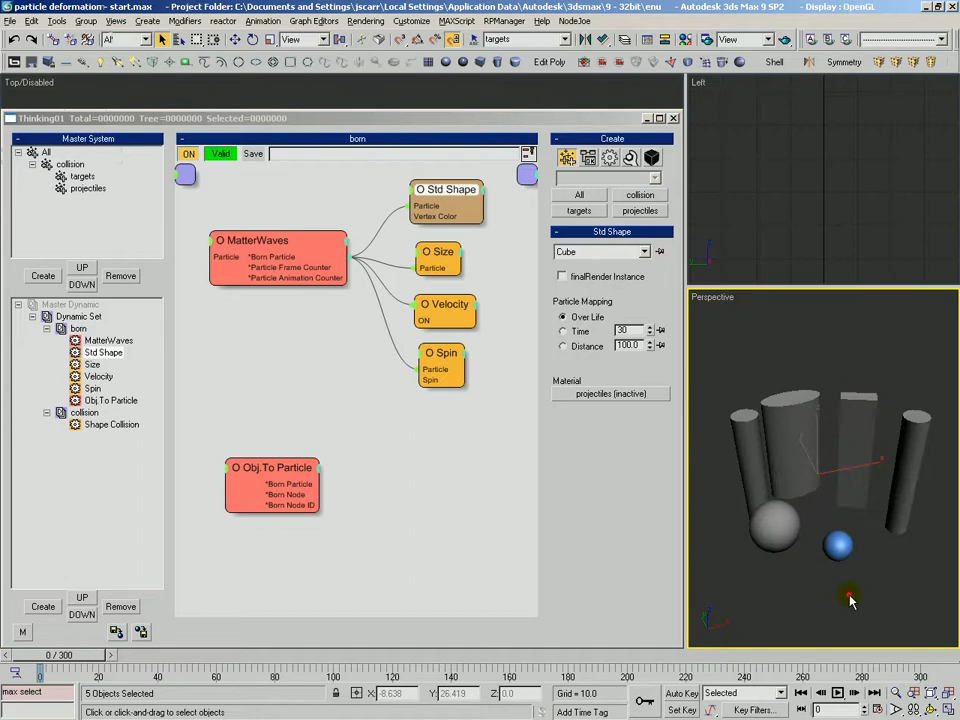 particle deformation:- start.max - Project Folder: C:\Documents and Settings\jscarr\Local Settings\Application Data\Autodesk\3dsmax\9 - 32bit\enu - Autodesk 3ds Max 9 SP2 - Display : OpenGL
File Edit Tools Group Views Create Modifiers reactor Animation Graph Editors Rendering Customize MAXScript RPManager Help NodeJoe
All View targets View
Edit Poly Shell Symmetry
Top/Disabled
Left
Thinking01 Total=0000000 Tree=0000000 Selected=0000000
Master System
born
Create
ON Valid Save
All
collision
targets
projectiles
All collision
targets projectiles
Create UP DOWN Remove
Std Shape
Cube
finalRender Instance
Particle Mapping
Over Life
Time 30
Distance 100.0
Material
projectiles (inactive)
Master Dynamic
Dynamic Set
born
MatterWaves
Std Shape
Size
Velocity
Spin
Obj.To Particle
collision
Shape Collision
Create UP DOWN Remove
M
O Std Shape
Particle
Vertex Color
O MatterWaves
Particle *Born Particle
*Particle Frame Counter
*Particle Animation Counter
O Size
Particle
O Velocity
ON
O Spin
Particle
Spin
O Obj.To Particle
*Born Particle
*Born Node
*Born Node ID
Perspective
0 / 300
0 20 40 60 80 100 120 140 160 180 200 220 240 260 280 300
max select
5 Objects Selected X: -8.638 Y: 26.419 Z: 0.0 Grid = 10.0 Auto Key Selected
Click or click-and-drag to select objects Add Time Tag Set Key Key Filters... 0